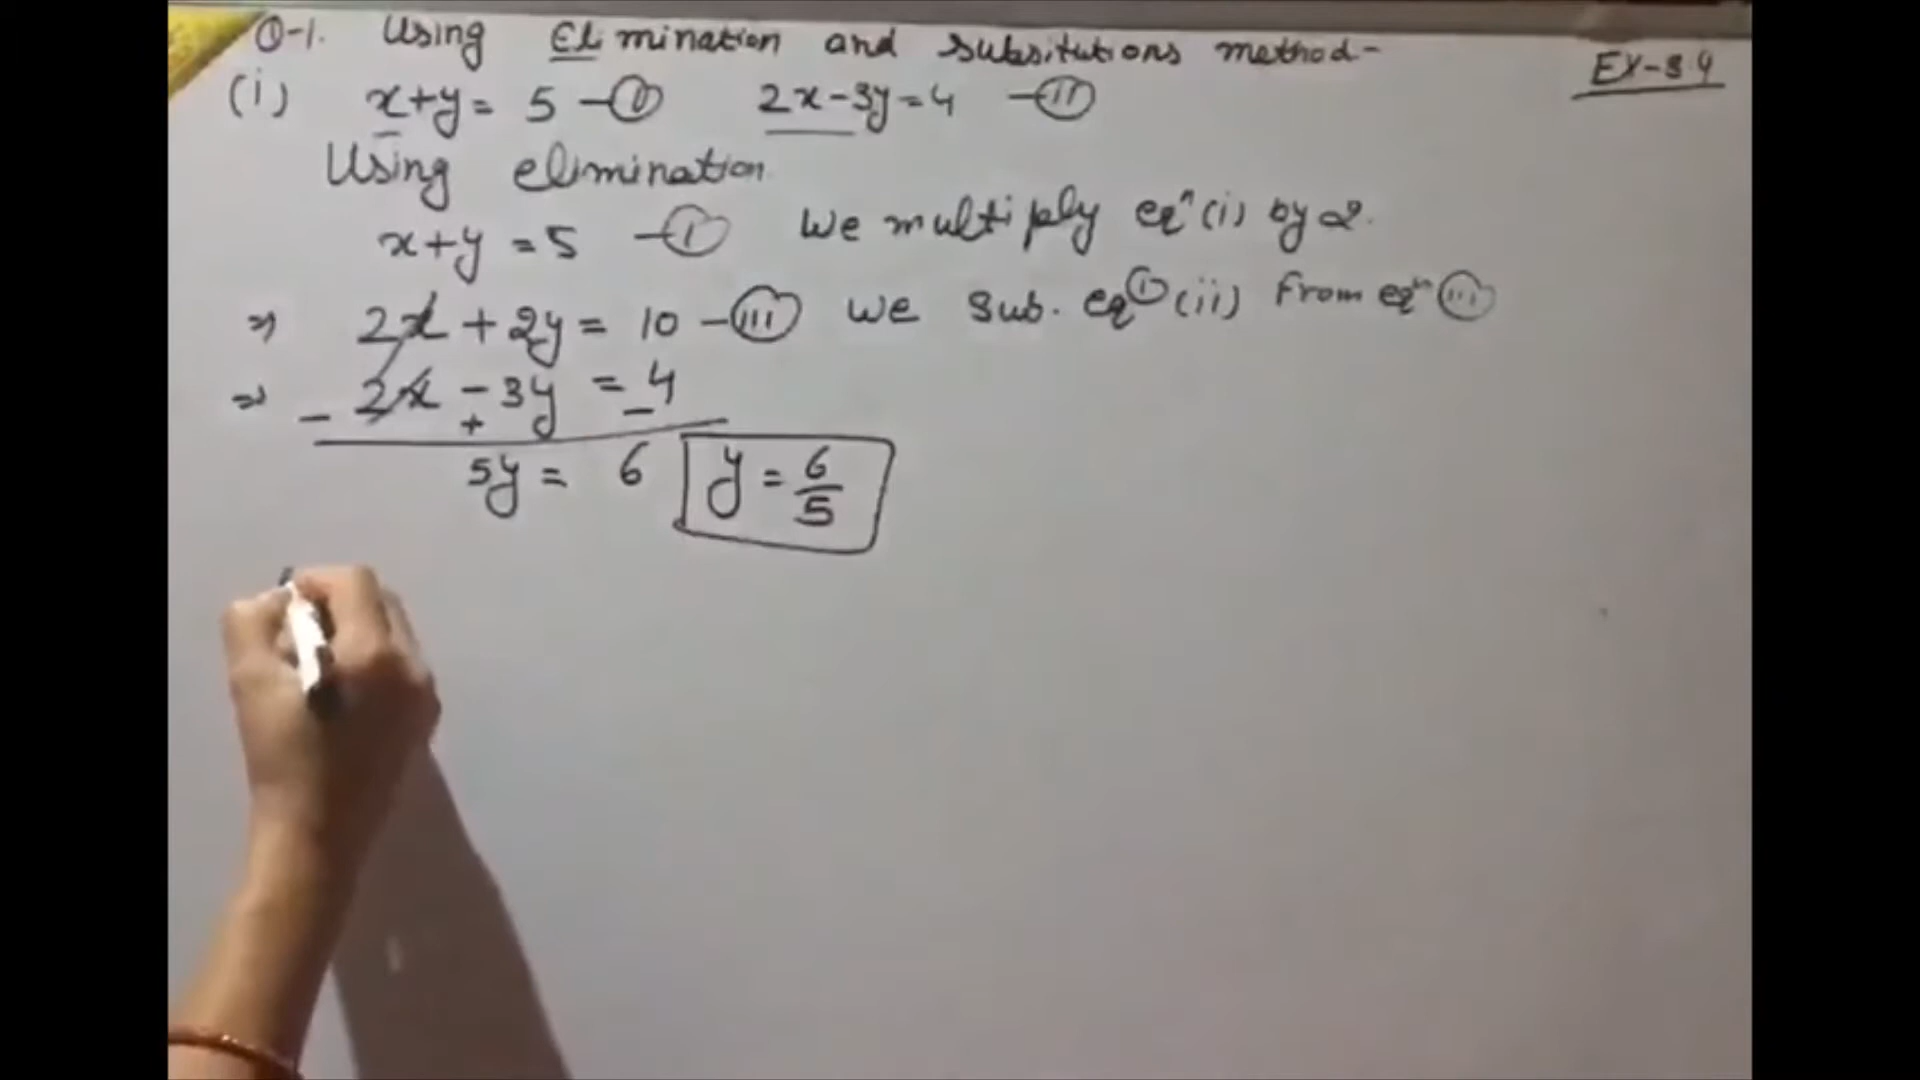 Q-1. Using Elimination and subsitutions method-
EX-3.4
(i) x+y= 5 -(i) 2x-3y=4 -(ii)
Using elimination
x+y =5 -(i) We multiply eqⁿ(i) by 2.
⇒ 2x + 2y = 10 -(iii) We Sub. eqⁿ(ii) From eqⁿ(iii)
⇒ 2x - 3y = 4
- + -
5y = 6 y = 6/5